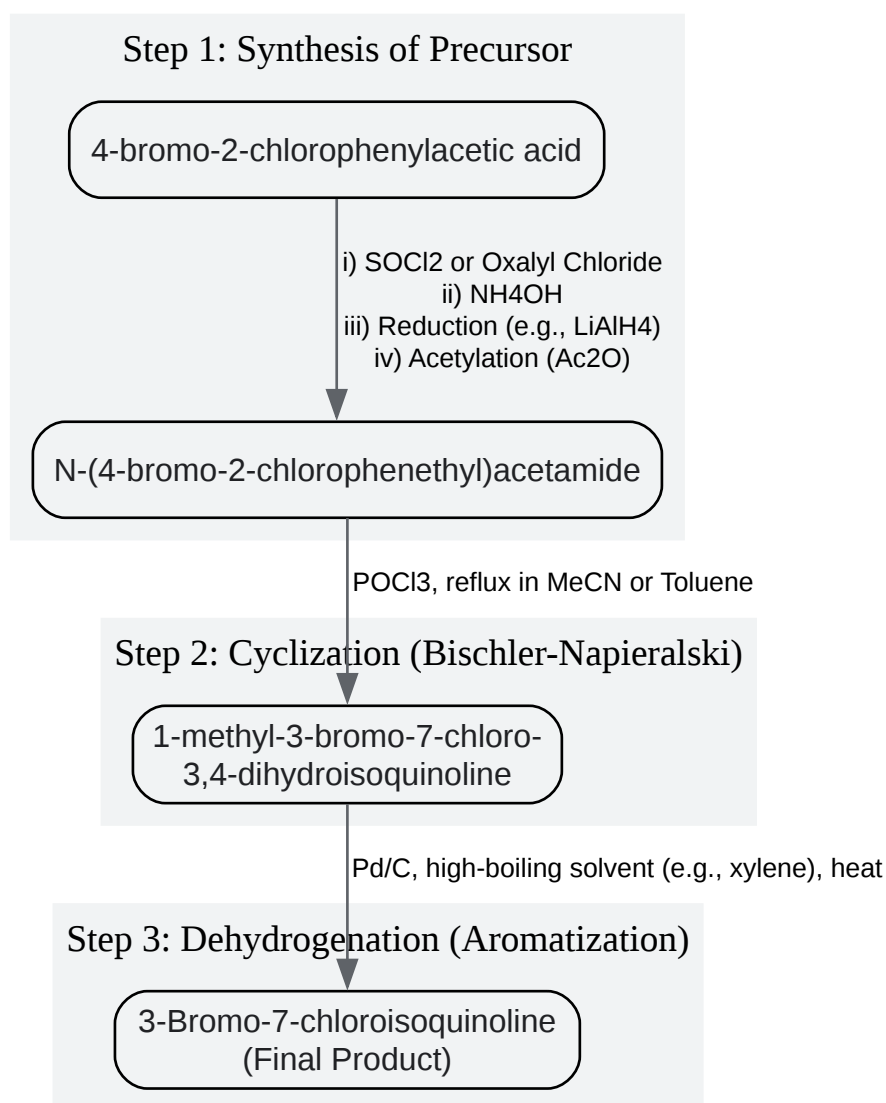 Step 1: Synthesis of Precursor
4-bromo-2-chlorophenylacetic acid
i) SOCl2 or Oxalyl Chloride
ii) NH4OH
iii) Reduction (e.g., LiAlH4)
iv) Acetylation (Ac2O)
N-(4-bromo-2-chlorophenethyl)acetamide
POCl3, reflux in MeCN or Toluene
Step 2: Cyclization (Bischler-Napieralski)
1-methyl-3-bromo-7-chloro-
3,4-dihydroisoquinoline
Pd/C, high-boiling solvent (e.g., xylene), heat
Step 3: Dehydrogenation (Aromatization)
3-Bromo-7-chloroisoquinoline
(Final Product)